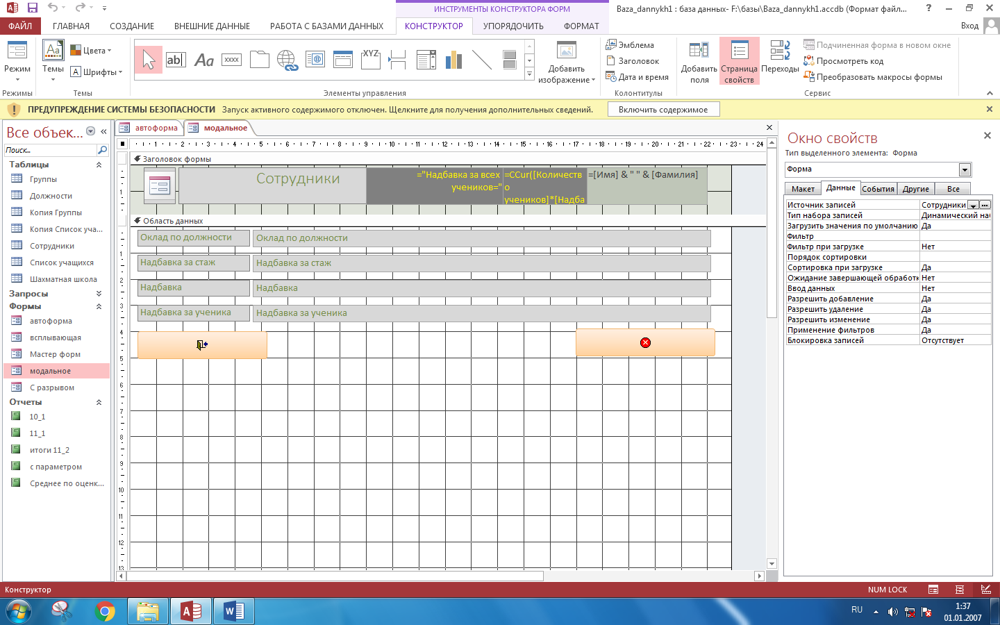 ИНСТРУМЕНТЫ КОНСТРУКТОРА ФОРМ
Baza_dannykh1 : база данных- F:\базы\Baza_dannykh1.accdb (Формат файл...
?
ФАЙЛ ГЛАВНАЯ СОЗДАНИЕ ВНЕШНИЕ ДАННЫЕ РАБОТА С БАЗАМИ ДАННЫХ КОНСТРУКТОР УПОРЯДОЧИТЬ ФОРМАТ Вход
Режим
Режимы
Aa
Темы
Цвета
A Шрифты
Темы
ab| Aa xxxx XYZ
Элементы управления
Добавить изображение
Эмблема
Заголовок
Дата и время
Колонтитулы
Добавить поля
Страница свойств
Переходы
Подчиненная форма в новом окне
Просмотреть код
Преобразовать макросы формы
Сервис
ПРЕДУПРЕЖДЕНИЕ СИСТЕМЫ БЕЗОПАСНОСТИ Запуск активного содержимого отключен. Щелкните для получения дополнительных сведений. Включить содержимое
Все объек...
Поиск...
Таблицы
Группы
Должности
Копия Группы
Копия Список уча...
Сотрудники
Список учащихся
Шахматная школа
Запросы
Формы
автоформа
всплывающая
Мастер форм
модальное
С разрывом
Отчеты
10_1
11_1
итоги 11_2
с параметром
Среднее по оценк...
автоформа модальное
1 2 3 4 5 6 7 8 9 10 11 12 13 14 15 16 17 18 19 20 21 22 23 24
Заголовок формы
1
Сотрудники
="Надбавка за всех
учеников="
=CCur([Количеств
о
учеников]*[Надба
=[Имя] & " " & [Фамилия]
Область данных
Оклад по должности Оклад по должности
1
Надбавка за стаж Надбавка за стаж
2
Надбавка Надбавка
3
Надбавка за ученика Надбавка за ученика
4
5
6
7
8
9
10
11
12
13
Окно свойств
Тип выделенного элемента: Форма
Форма
Макет Данные События Другие Все
Источник записей Сотрудники
Тип набора записей Динамический наб
Загрузить значения по умолчанию Да
Фильтр
Фильтр при загрузке Нет
Порядок сортировки
Сортировка при загрузке Да
Ожидание завершающей обработк Нет
Ввод данных Нет
Разрешить добавление Да
Разрешить удаление Да
Разрешить изменение Да
Применение фильтров Да
Блокировка записей Отсутствует
Конструктор NUM LOCK
RU
1:37
01.01.2007